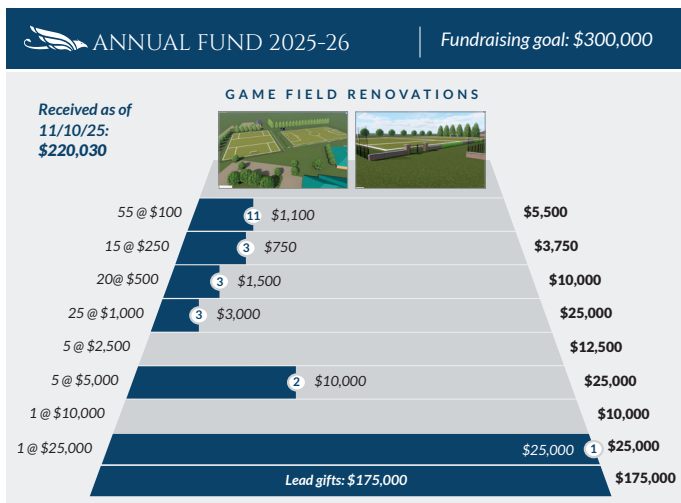 ANNUAL FUND 2025-26
Fundraising goal: $300,000
GAME FIELD RENOVATIONS
Received as of
11/10/25:
$220,030
55 @ $100 11 $1,100 $5,500
15 @ $250 3 $750 $3,750
20@ $500 3 $1,500 $10,000
25 @ $1,000 3 $3,000 $25,000
5 @ $2,500 $12,500
5 @ $5,000 2 $10,000 $25,000
1 @ $10,000 $10,000
1 @ $25,000 $25,000 1 $25,000
Lead gifts: $175,000 $175,000